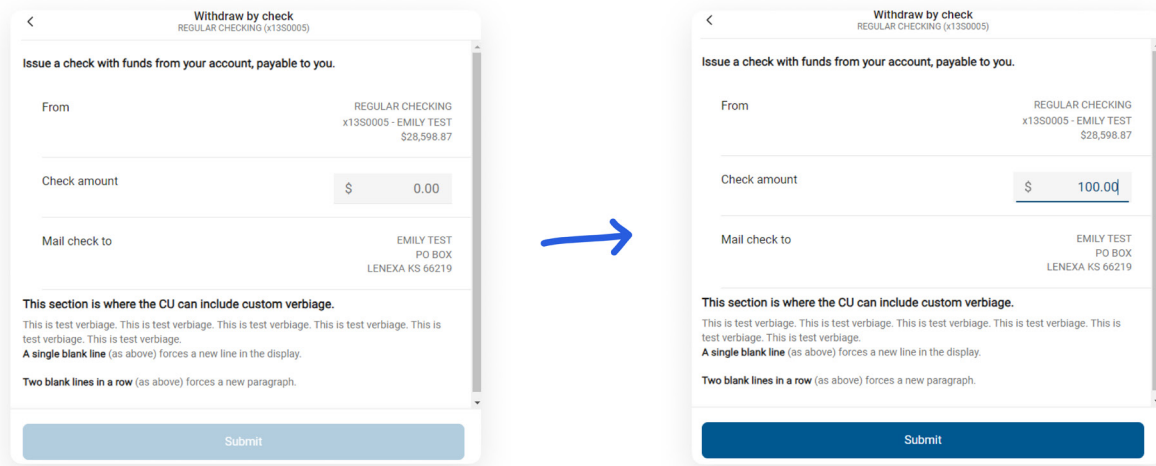 Withdraw by check
REGULAR CHECKING (x13S0005)
Issue a check with funds from your account, payable to you.
From
REGULAR CHECKING
x13S0005 - EMILY TEST
$28,598.87
Check amount
$ 0.00
Mail check to
EMILY TEST
PO BOX
LENEXA KS 66219
This section is where the CU can include custom verbiage.
This is test verbiage. This is test verbiage. This is test verbiage. This is test verbiage. This is
test verbiage. This is test verbiage.
A single blank line (as above) forces a new line in the display.
Two blank lines in a row (as above) forces a new paragraph.
Submit
Withdraw by check
REGULAR CHECKING (x13S0005)
Issue a check with funds from your account, payable to you.
From
REGULAR CHECKING
x13S0005 - EMILY TEST
$28,598.87
Check amount
$ 100.00
Mail check to
EMILY TEST
PO BOX
LENEXA KS 66219
This section is where the CU can include custom verbiage.
This is test verbiage. This is test verbiage. This is test verbiage. This is test verbiage. This is
test verbiage. This is test verbiage.
A single blank line (as above) forces a new line in the display.
Two blank lines in a row (as above) forces a new paragraph.
Submit